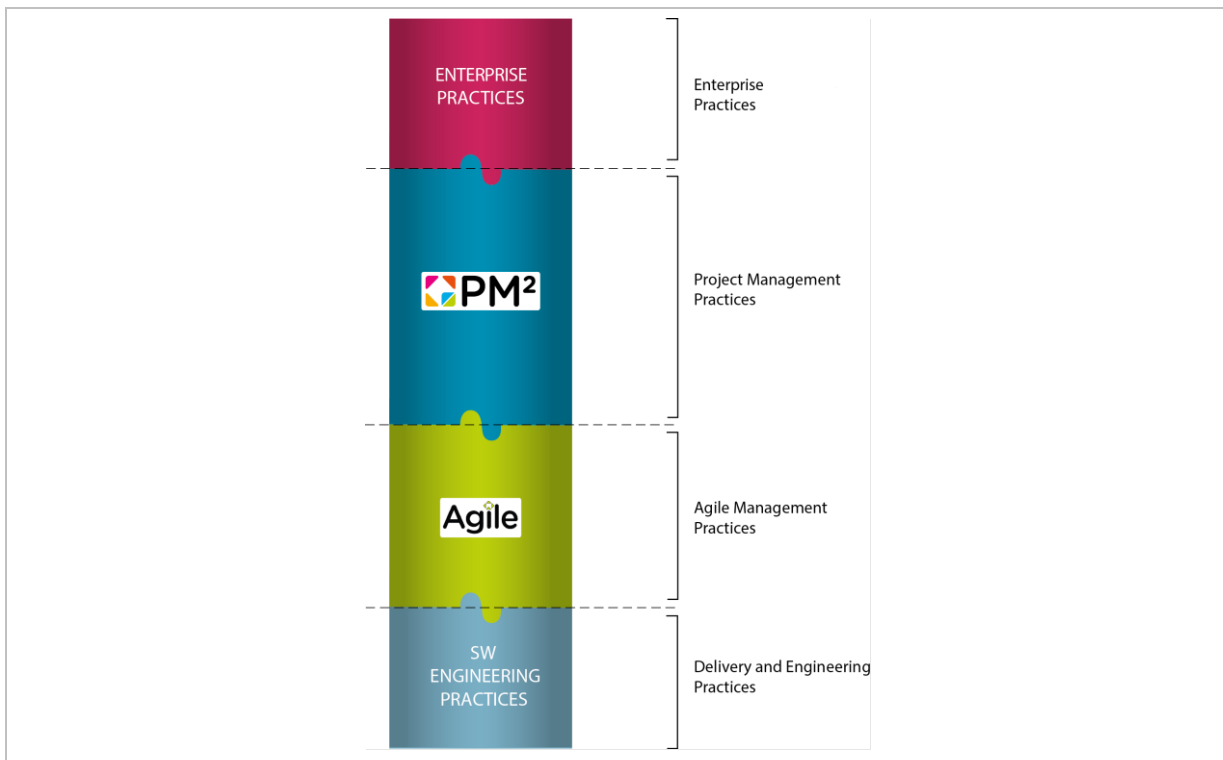 ENTERPRISE
PRACTICES
Enterprise
Practices
PM²
Project Management
Practices
Agile
Agile Management
Practices
SW
ENGINEERING
PRACTICES
Delivery and Engineering
Practices